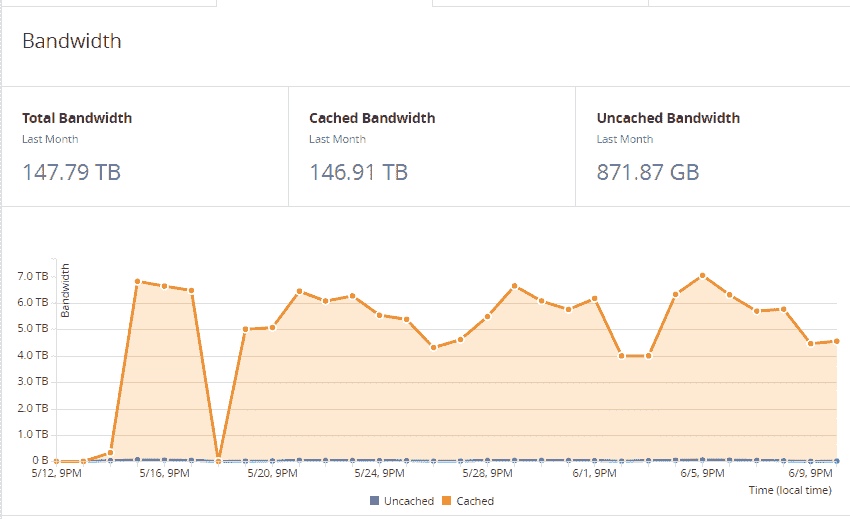 Bandwidth
Total Bandwidth
Last Month
147.79 TB
Cached Bandwidth
Last Month
146.91 TB
Uncached Bandwidth
Last Month
871.87 GB
Bandwidth
7.0 TB
6.0 TB
5.0 TB
4.0 TB
3.0 TB
2.0 TB
1.0 TB
0 B
5/12, 9PM 5/16, 9PM 5/20, 9PM 5/24, 9PM 5/28, 9PM 6/1, 9PM 6/5, 9PM 6/9, 9PM
Time (local time)
Uncached Cached